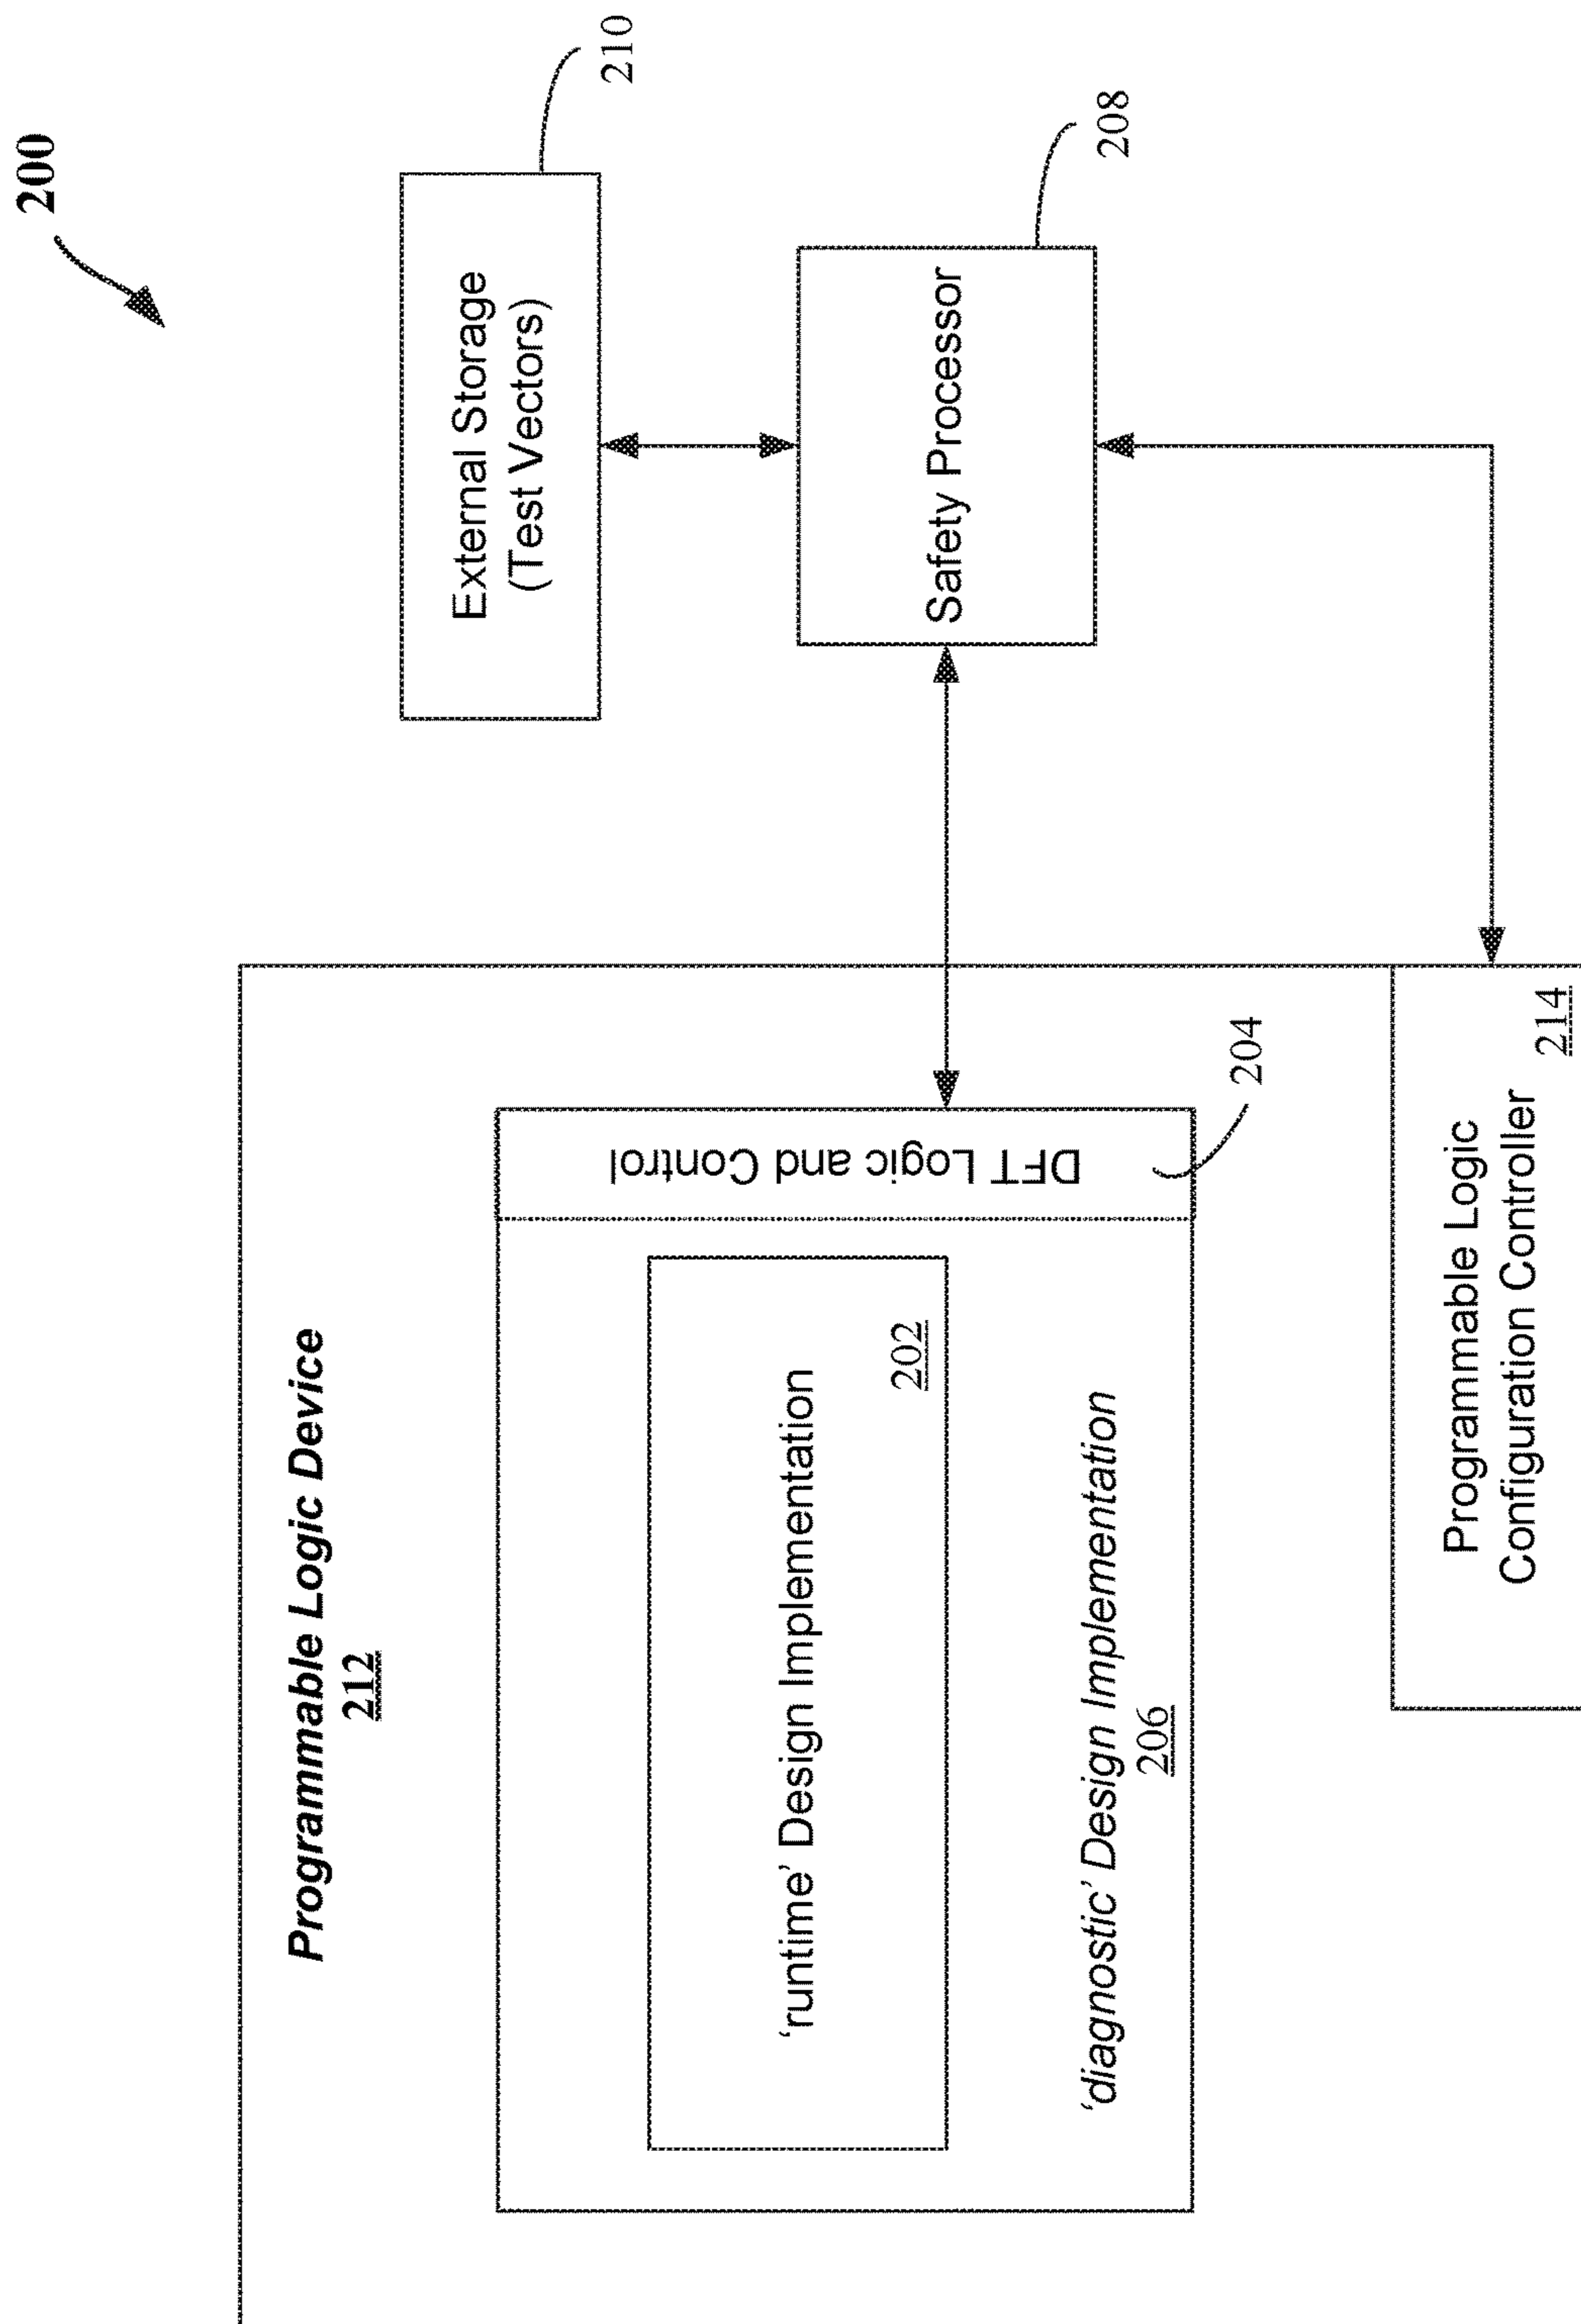 200
Programmable Logic Device
212
External Storage
(Test Vectors)
210
'runtime' Design Implementation
202
DFT Logic and Control
Safety Processor
208
'diagnostic' Design Implementation
206
204
Programmable Logic
Configuration Controller
214